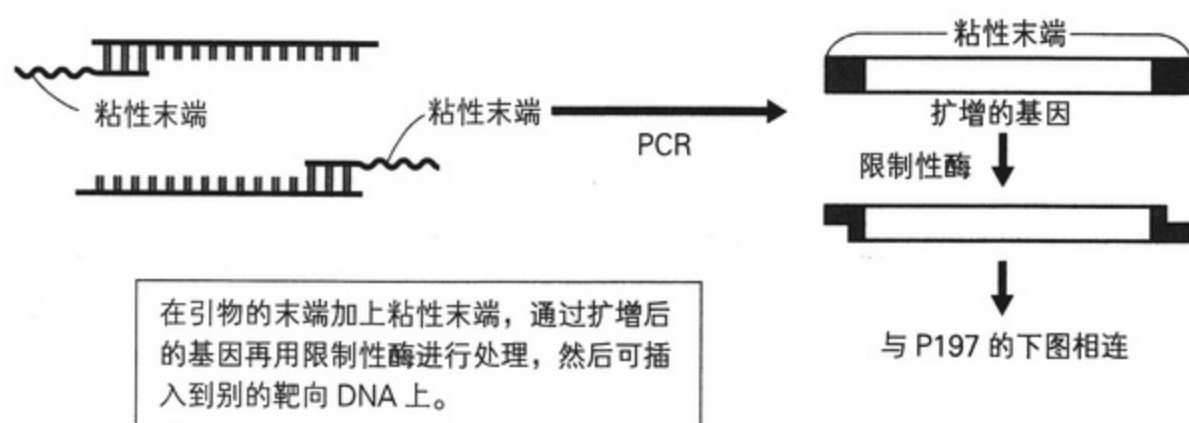 粘性末端
粘性末端
PCR
粘性末端
扩增的基因
限制性酶
与 P197 的下图相连
在引物的末端加上粘性末端，通过扩增后
的基因再用限制性酶进行处理，然后可插
入到别的靶向 DNA 上。